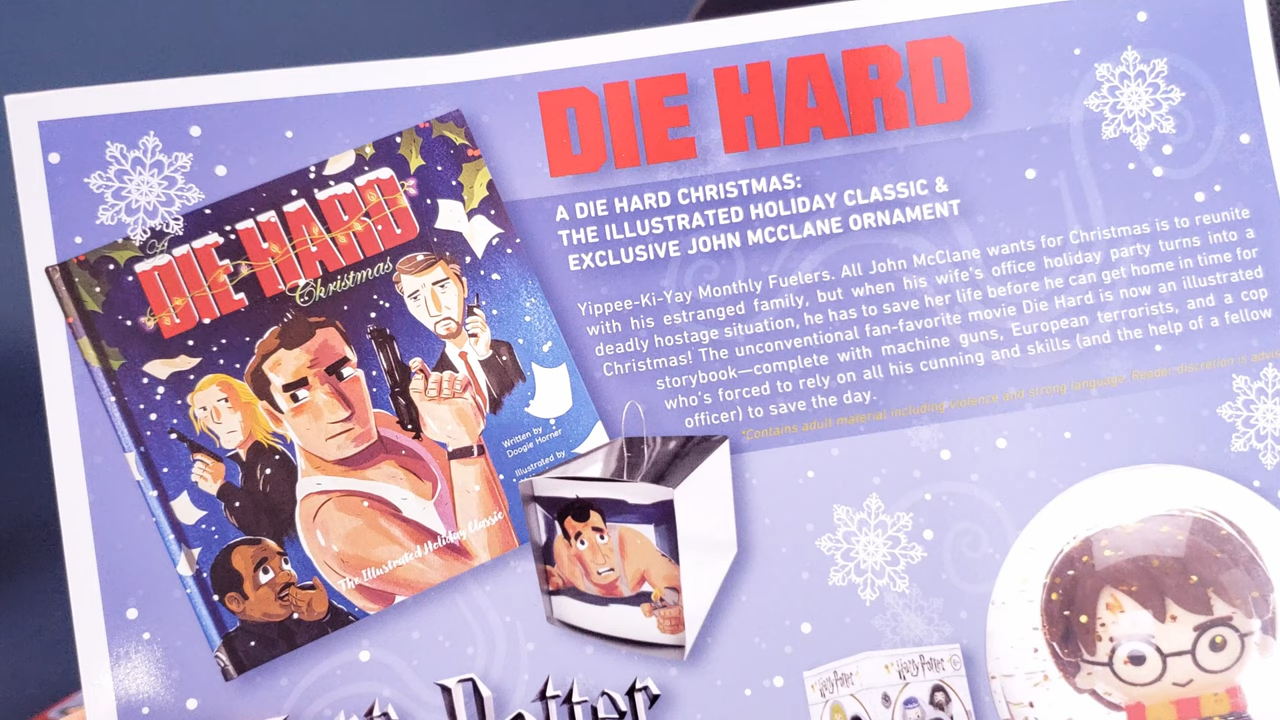 DIE HARD
A DIE HARD CHRISTMAS:
THE ILLUSTRATED HOLIDAY CLASSIC &
EXCLUSIVE JOHN MCCLANE ORNAMENT
Yippee-Ki-Yay Monthly Fuelers. All John McClane wants for Christmas is to reunite
with his estranged family, but when his wife's office holiday party turns into a
deadly hostage situation, he has to save her life before he can get home in time for
Christmas! The unconventional fan-favorite movie Die Hard is now an illustrated
storybook—complete with machine guns, European terrorists, and a cop
who's forced to rely on all his cunning and skills (and the help of a fellow
officer) to save the day.
*Contains adult material including violence and strong language. Reader discretion is
A
DIE HARD
Christmas
Written by
Doogie Horner
Illustrated by
The Illustrated Holiday Classic
Harry Potter
Harry Potter
Potter